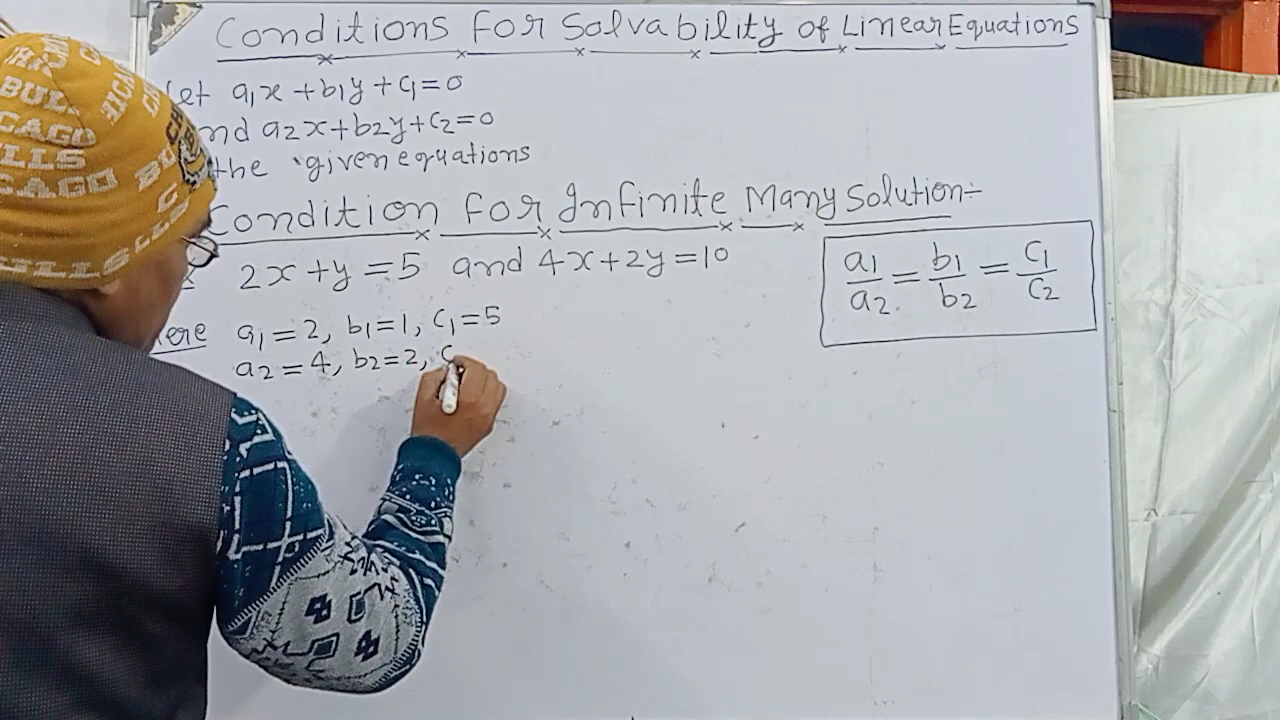 Conditions For Solvability of Linear Equations
Let a₁x + b₁y + c₁ = 0
nd a₂x + b₂y + c₂ = 0
the given equations
Condition For Infinite Many Solution:-
2x + y = 5 and 4x + 2y = 10
a₁/a₂ = b₁/b₂ = c₁/c₂
ere a₁ = 2, b₁ = 1, c₁ = 5
a₂ = 4, b₂ = 2, c
BULLS
CHICAGO